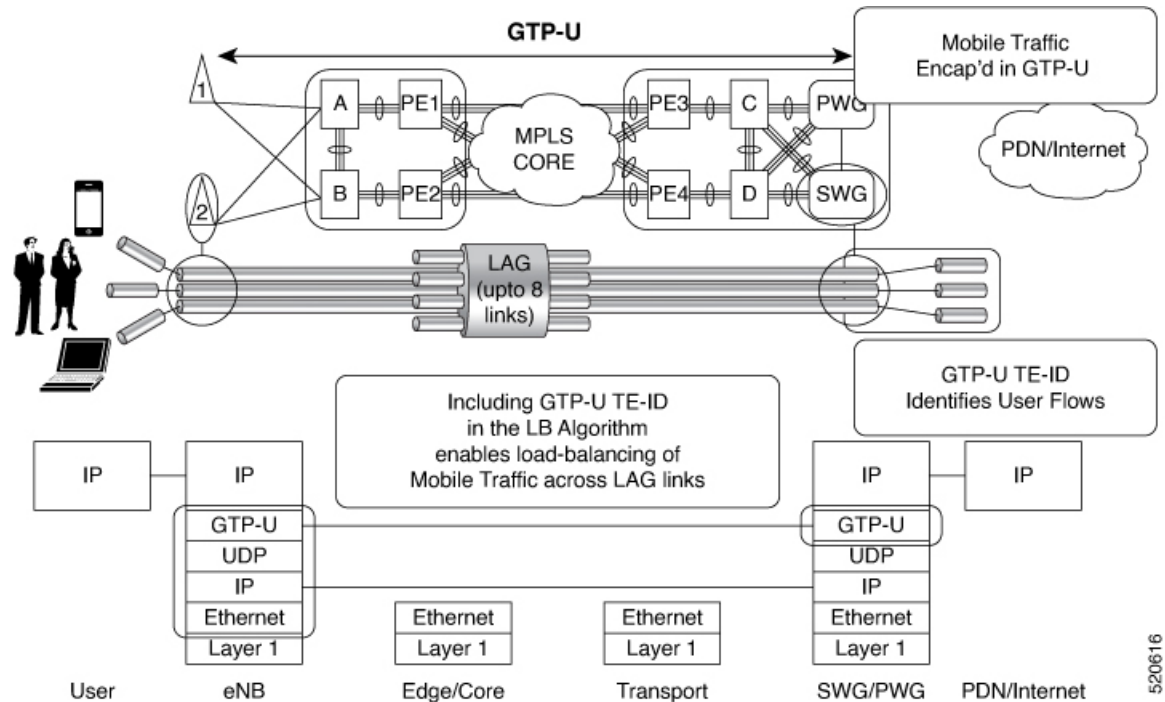 GTP-U
Mobile Traffic
Encap'd in GTP-U
1
A
PE1
PE3
C
PWG
MPLS
CORE
PDN/Internet
2
B
PE2
PE4
D
SWG
LAG
(upto 8
links)
GTP-U TE-ID
Identifies User Flows
Including GTP-U TE-ID
in the LB Algorithm
enables load-balancing of
Mobile Traffic across LAG links
IP
IP
IP
IP
GTP-U
GTP-U
UDP
UDP
IP
IP
Ethernet
Ethernet
Ethernet
Ethernet
Layer 1
Layer 1
Layer 1
Layer 1
User
eNB
Edge/Core
Transport
SWG/PWG
PDN/Internet
520616